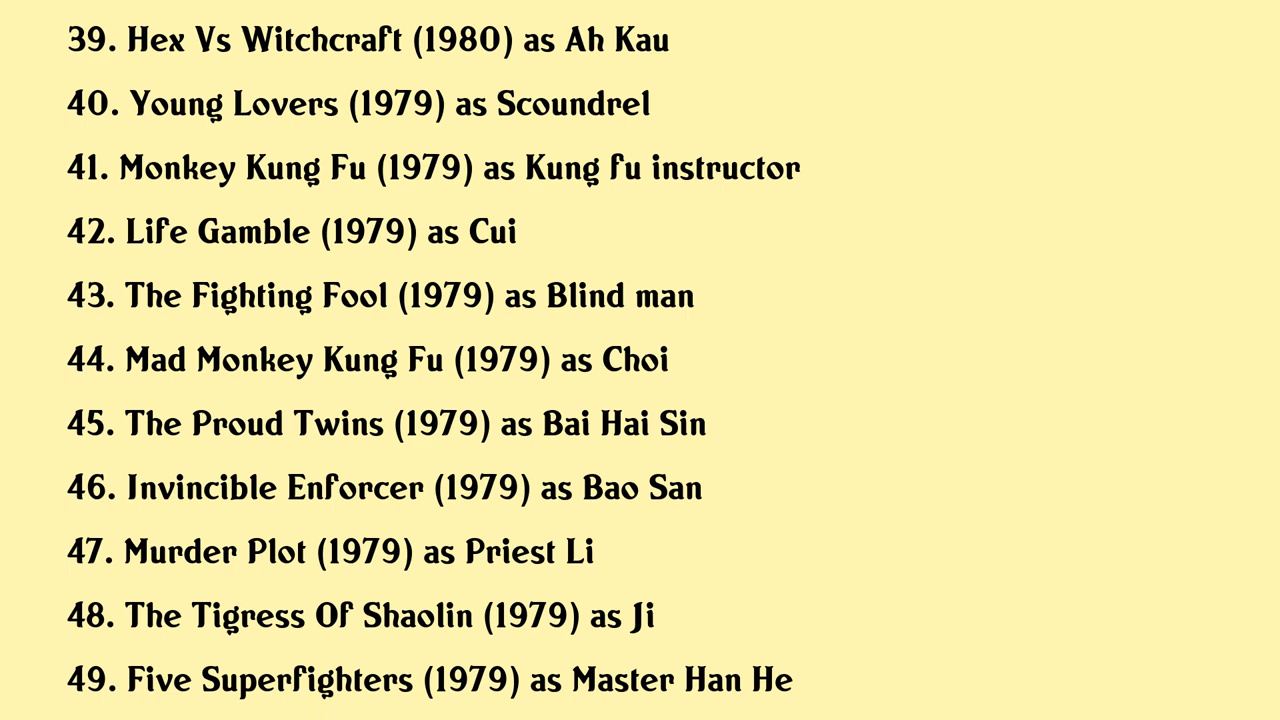 39. Hex Vs Witchcraft (1980) as Ah Kau
40. Young Lovers (1979) as Scoundrel
41. Monkey Kung Fu (1979) as Kung fu instructor
42. Life Gamble (1979) as Cui
43. The Fighting Fool (1979) as Blind man
44. Mad Monkey Kung Fu (1979) as Choi
45. The Proud Twins (1979) as Bai Hai Sin
46. Invincible Enforcer (1979) as Bao San
47. Murder Plot (1979) as Priest Li
48. The Tigress Of Shaolin (1979) as Ji
49. Five Superfighters (1979) as Master Han He